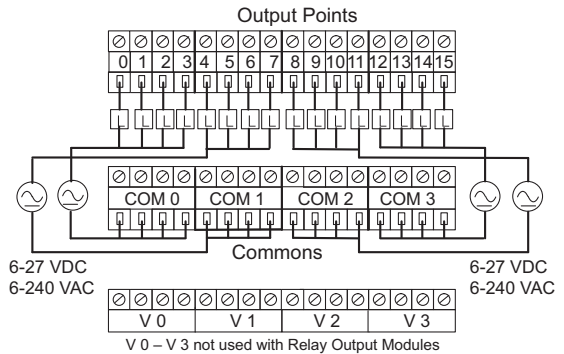 Output Points
0 1 2 3 4 5 6 7 8 9 10 11 12 13 14 15
L L L L L L L L L L L L L L L L
COM 0 COM 1 COM 2 COM 3
Commons
6-27 VDC
6-240 VAC
6-27 VDC
6-240 VAC
V 0 V 1 V 2 V 3
V 0 – V 3 not used with Relay Output Modules